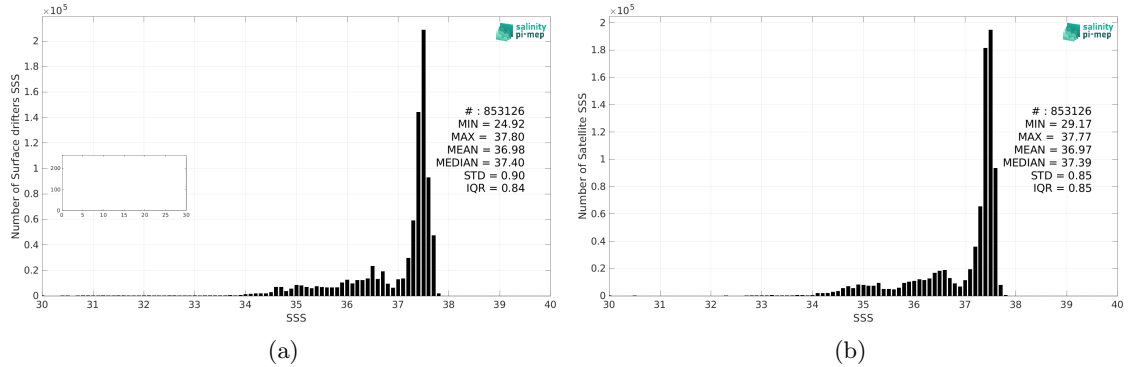 ×10⁵
2
1.8
1.6
1.4
1.2
1
0.8
0.6
0.4
0.2
0
Number of Surface drifters SSS
salinity
pi-mep
# : 853126
MIN = 24.92
MAX = 37.80
MEAN = 36.98
MEDIAN = 37.40
STD = 0.90
IQR = 0.84
200
100
0
0 5 10 15 20 25 30
30 31 32 33 34 35 36 37 38 39 40
SSS
(a)
×10⁵
2
1.8
1.6
1.4
1.2
1
0.8
0.6
0.4
0.2
0
Number of Satellite SSS
salinity
pi-mep
# : 853126
MIN = 29.17
MAX = 37.77
MEAN = 36.97
MEDIAN = 37.39
STD = 0.85
IQR = 0.85
30 31 32 33 34 35 36 37 38 39 40
SSS
(b)